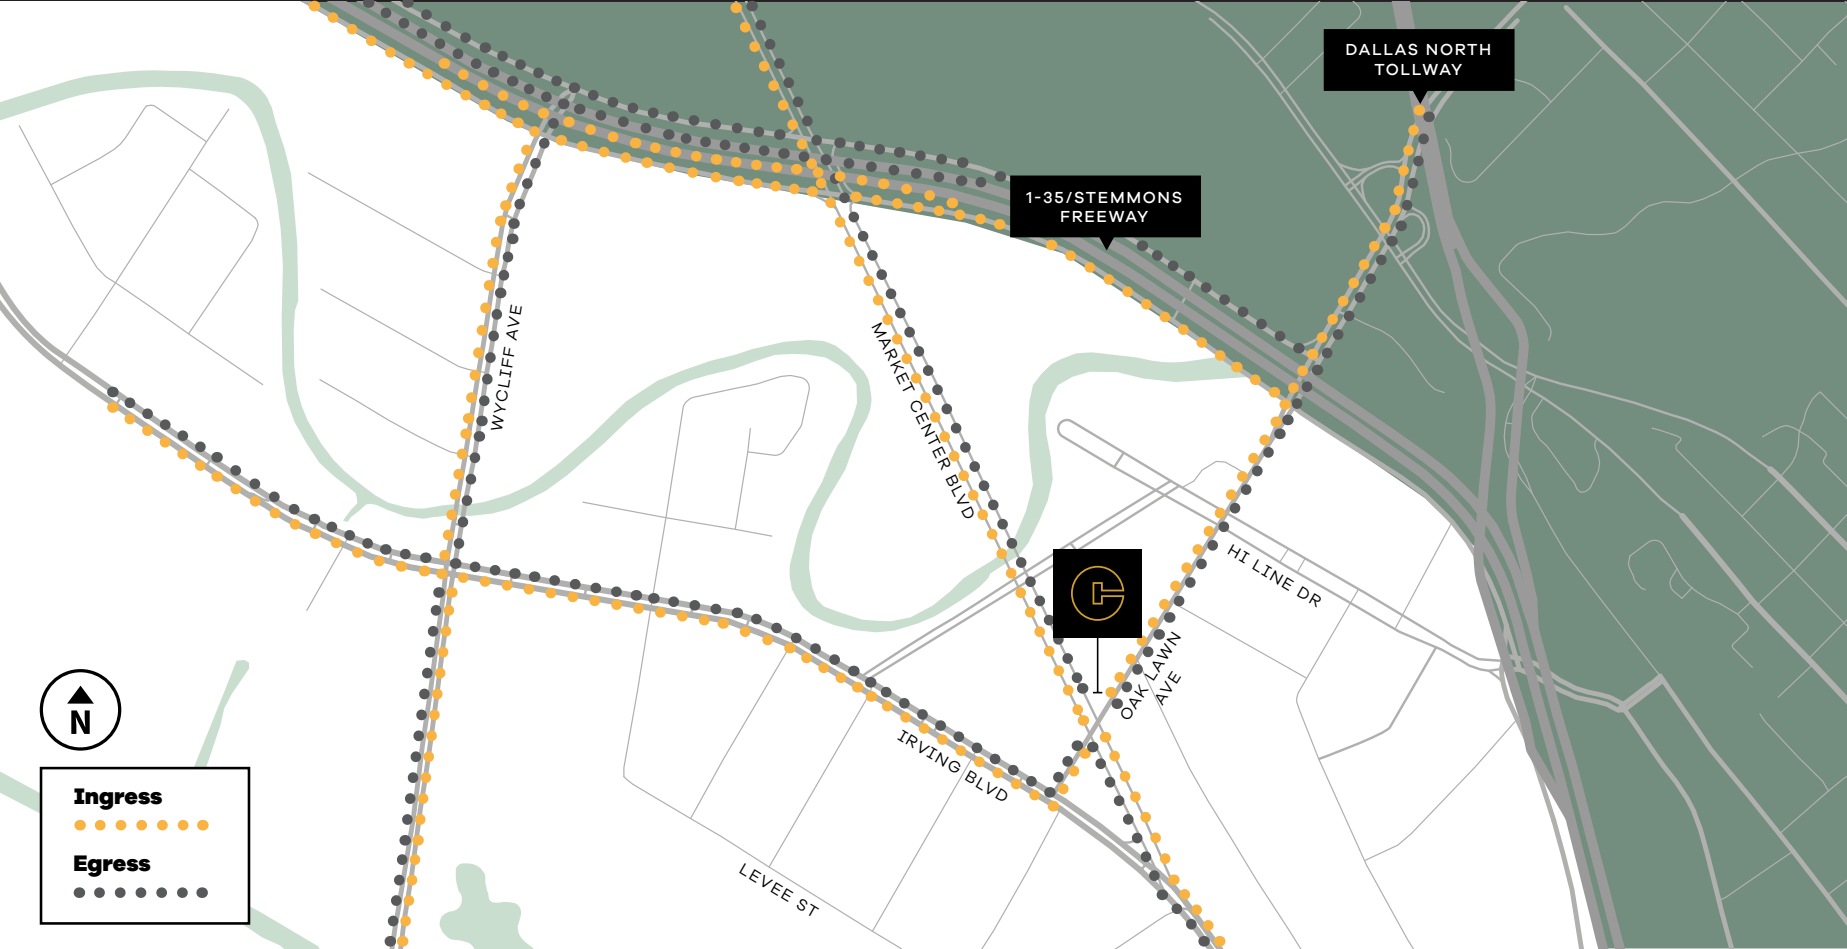 DALLAS NORTH
TOLLWAY
1-35/STEMMONS
FREEWAY
WYCLIFF AVE
MARKET CENTER BLVD
HI LINE DR
OAK LAWN
AVE
IRVING BLVD
LEVEE ST
N
Ingress
Egress